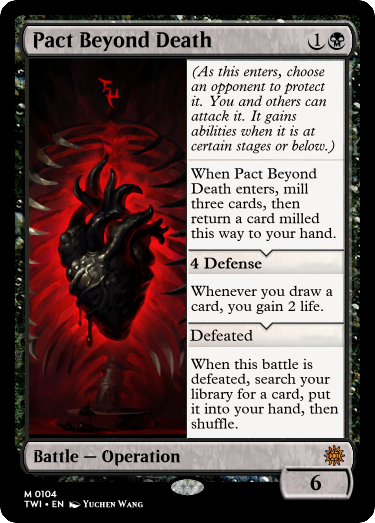 Pact Beyond Death 1
(As this enters, choose
an opponent to protect
it. You and others can
attack it. It gains
abilities when it is at
certain stages or below.)
When Pact Beyond
Death enters, mill
three cards, then
return a card milled
this way to your hand.
4 Defense
Whenever you draw a
card, you gain 2 life.
Defeated
When this battle is
defeated, search your
library for a card, put
it into your hand, then
shuffle.
Battle — Operation
6
M 0104
TWI • EN Yuchen Wang